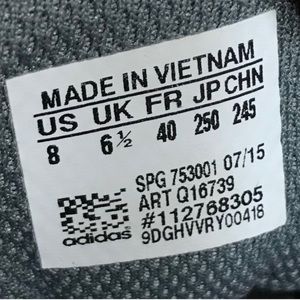 MADE IN VIETNAM
US UK FR JP CHN
8 6½ 40 250 245
SPG 753001 07/15
ART Q16739
#112768305
9DGHVVRY00418
adidas